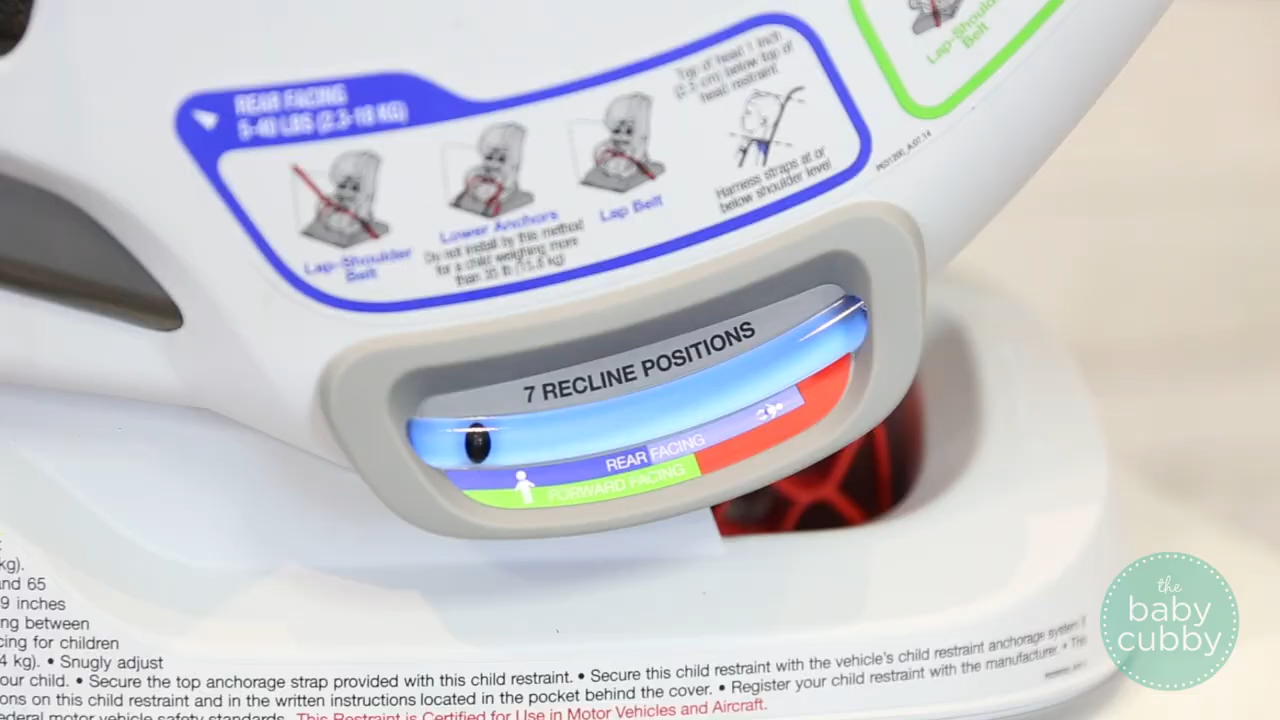 REAR FACING
5-40 LBS (2.3-18 KG)
Lap-Shoulder
Belt
Lower Anchors
Do not install by this method
for a child weighing more
than 35 lb (15.8 kg)
Lap Belt
Top of head 1 inch
(2.5 cm) below top of
head restraint
Harness straps at or
below shoulder level
Lap-Shoulder
Belt
7 RECLINE POSITIONS
REAR FACING
FORWARD FACING
kg).
and 65
9 inches
ng between
cing for children
4 kg). • Snugly adjust
our child. • Secure the top anchorage strap provided with this child restraint. • Secure this child restraint with the vehicle's child restraint anchorage system
ons on this child restraint and in the written instructions located in the pocket behind the cover. • Register your child restraint with the manufacturer. • This
ederal motor vehicle safety standards. This Restraint is Certified for Use in Motor Vehicles and Aircraft.
the
baby
cubby